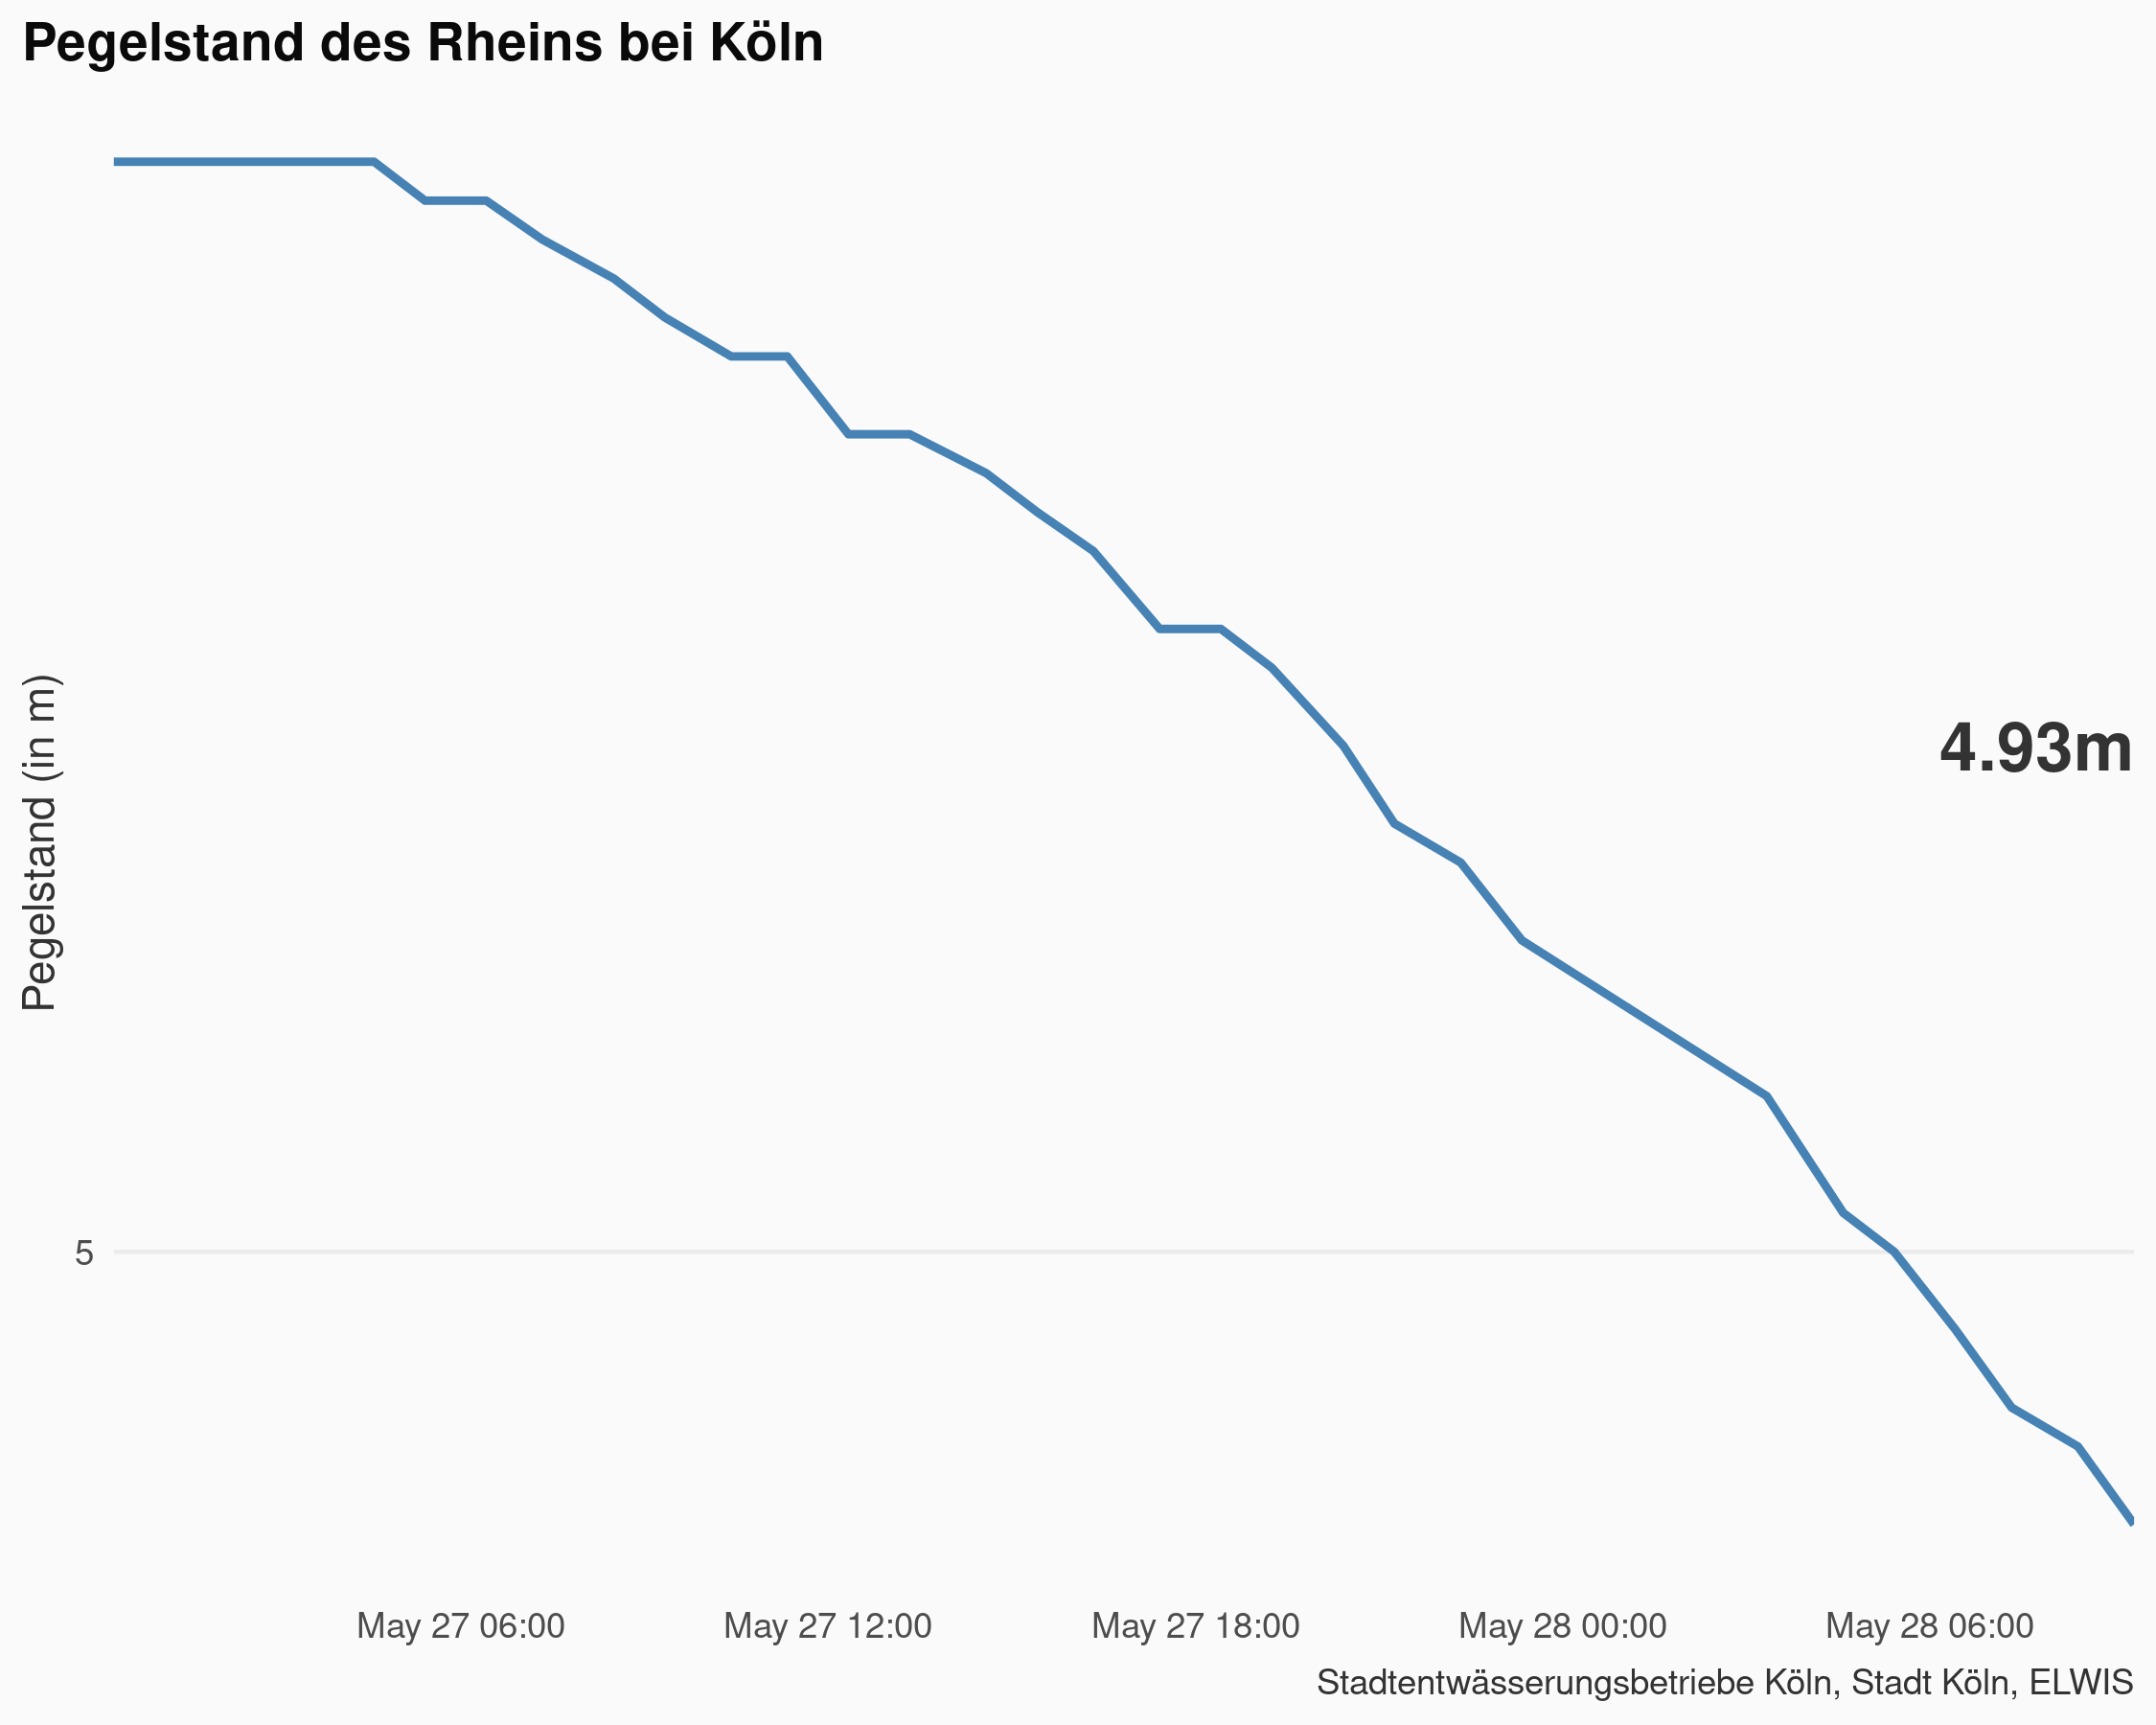 Pegelstand des Rheins bei Köln
Pegelstand (in m)
4.93m
5
May 27 06:00
May 27 12:00
May 27 18:00
May 28 00:00
May 28 06:00
Stadtentwässerungsbetriebe Köln, Stadt Köln, ELWIS